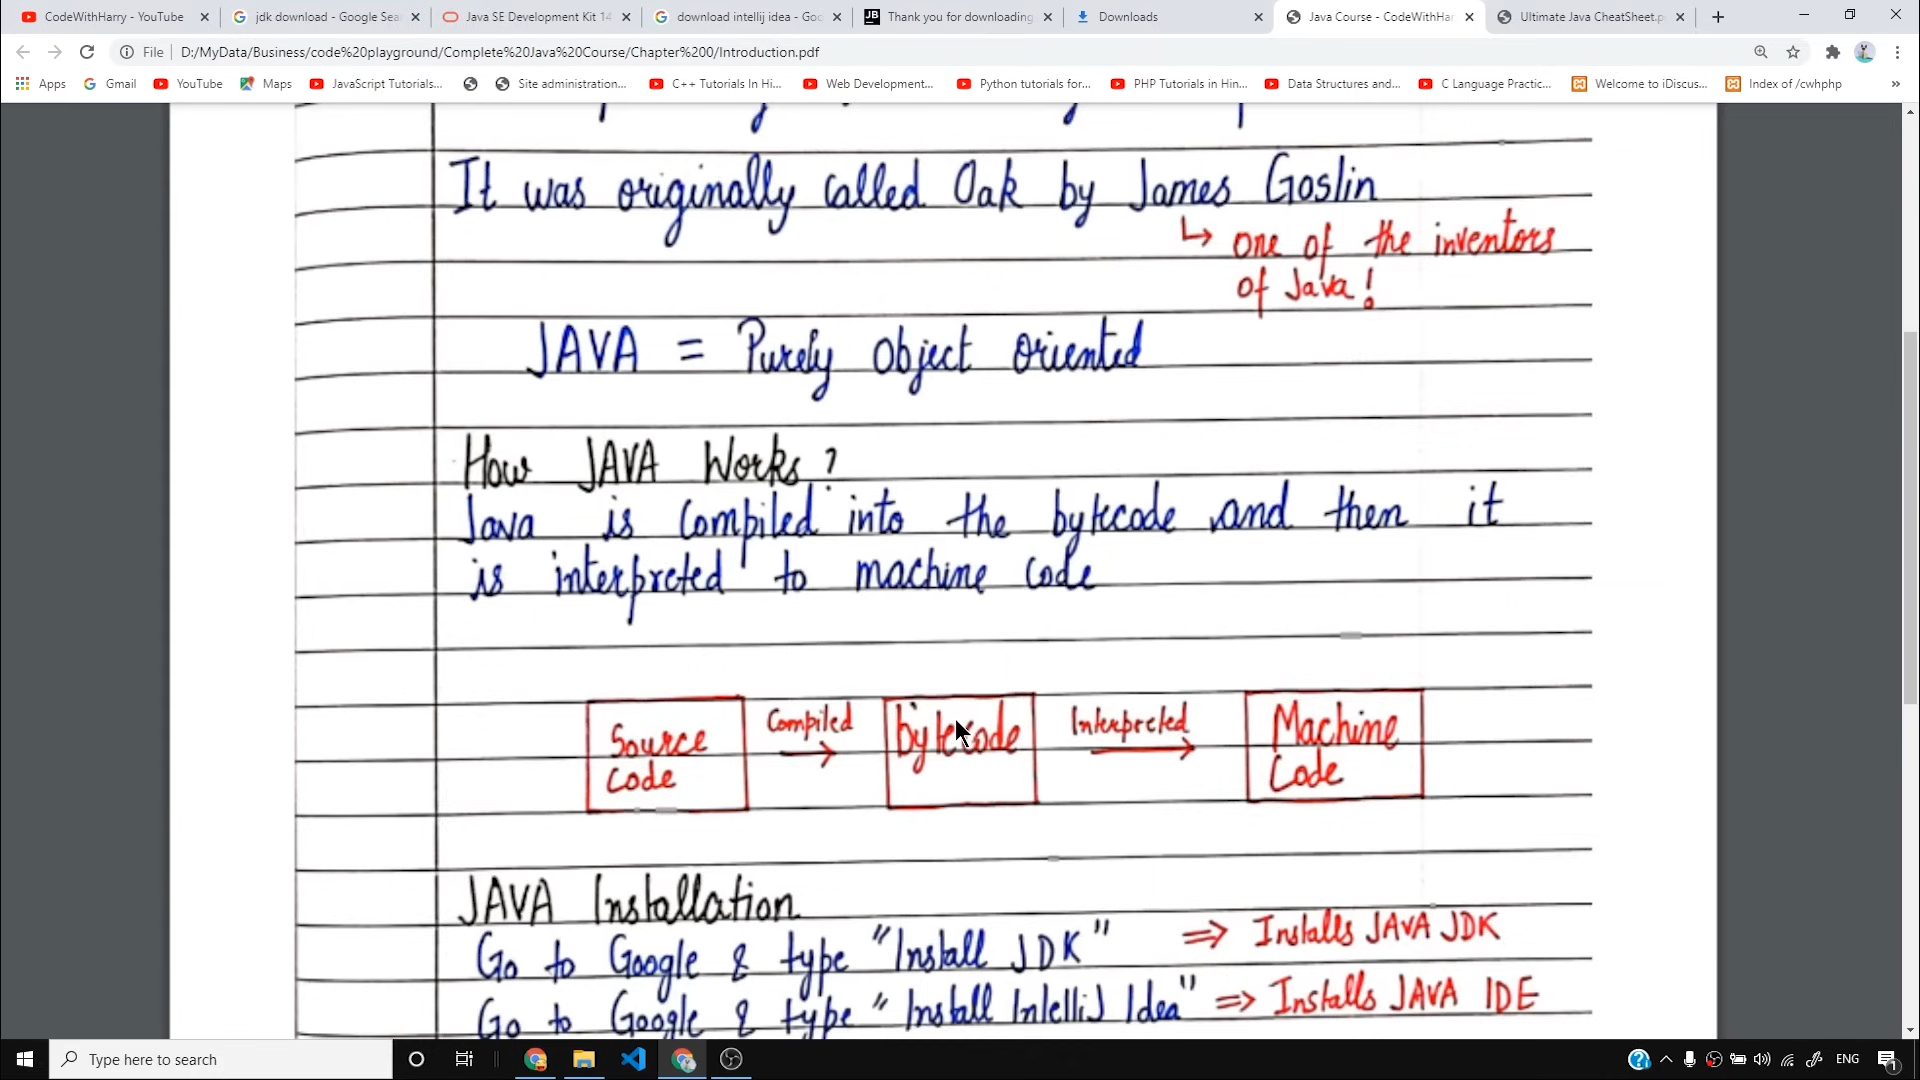 CodeWithHarry - YouTube
jdk download - Google Sea
Java SE Development Kit 14
download intellij idea - Goo
Thank you for downloading
Downloads
Java Course - CodeWithHar
Ultimate Java CheatSheet.p
File
D:/MyData/Business/code%20playground/Complete%20Java%20Course/Chapter%200/Introduction.pdf
Apps
Gmail
YouTube
Maps
JavaScript Tutorials...
Site administration...
C++ Tutorials In Hi...
Web Development...
Python tutorials for...
PHP Tutorials in Hin...
Data Structures and...
C Language Practic...
Welcome to iDiscus...
Index of /cwhphp
It was originally called Oak by James Goslin
↳ one of the inventors
of Java!
JAVA = Purely object oriented
How JAVA Works?
Java is compiled into the bytecode and then it
is interpreted to machine code
Source
Code
Compiled
bytecode
Interpreted
Machine
Code
JAVA Installation
Go to Google & type "Install JDK" ⇒ Installs JAVA JDK
Go to Google & type "Install IntelliJ Idea" ⇒ Installs JAVA IDE
Type here to search
ENG
1